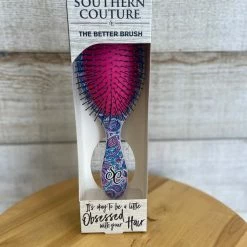 SOUTHERN
COUTURE
THE BETTER BRUSH
It's okay to be a little
Obsessed
with your Hair